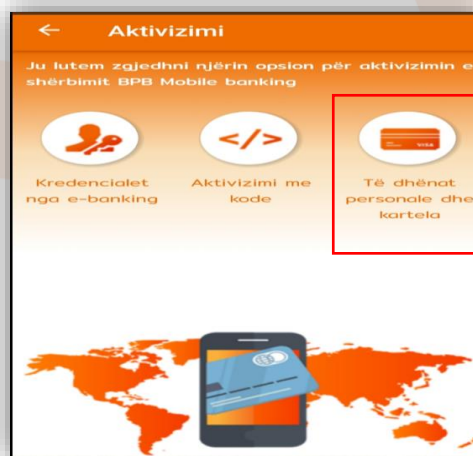 Aktivizimi
Ju lutem zgjedhni njërin opsion për aktivizimin e
shërbimit BPB Mobile banking
Kredencialet
nga e-banking
Aktivizimi me
kode
Të dhënat
personale dhe
kartela
VISA